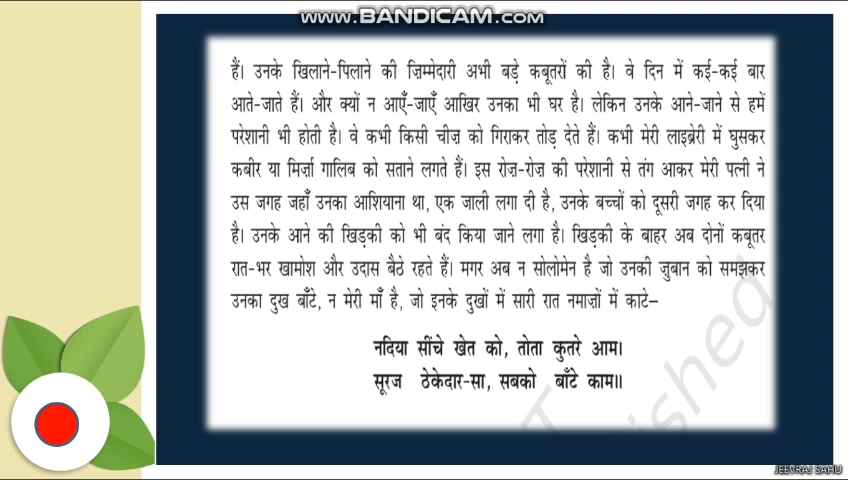 www.BANDICAM.com
हैं। उनके खिलाने-पिलाने की ज़िम्मेदारी अभी बड़े कबूतरों की है। वे दिन में कई-कई बार
आते-जाते हैं। और क्यों न आएँ-जाएँ आखिर उनका भी घर है। लेकिन उनके आने-जाने से हमें
परेशानी भी होती है। वे कभी किसी चीज़ को गिराकर तोड़ देते हैं। कभी मेरी लाइब्रेरी में घुसकर
कबीर या मिर्ज़ा गालिब को सताने लगते हैं। इस रोज़-रोज़ की परेशानी से तंग आकर मेरी पत्नी ने
उस जगह जहाँ उनका आशियाना था, एक जाली लगा दी है, उनके बच्चों को दूसरी जगह कर दिया
है। उनके आने की खिड़की को भी बंद किया जाने लगा है। खिड़की के बाहर अब दोनों कबूतर
रात-भर खामोश और उदास बैठे रहते हैं। मगर अब न सोलोमेन है जो उनकी ज़ुबान को समझकर
उनका दुख बाँटे, न मेरी माँ है, जो इनके दुखों में सारी रात नमाज़ों में काटे–
नदिया सींचे खेत को, तोता कुतरे आम।
सूरज ठेकेदार-सा, सबको बाँटे काम॥
ished
JEEVRAJ SAHU